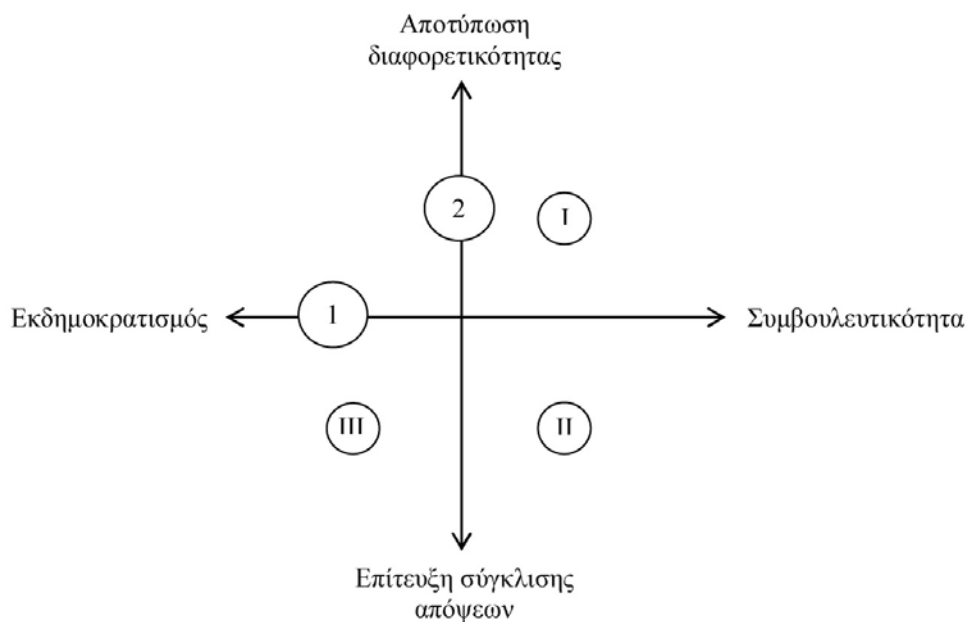 Αποτύπωση
διαφορετικότητας
2
I
Εκδημοκρατισμός
1
Συμβουλευτικότητα
III
II
Επίτευξη σύγκλισης
απόψεων